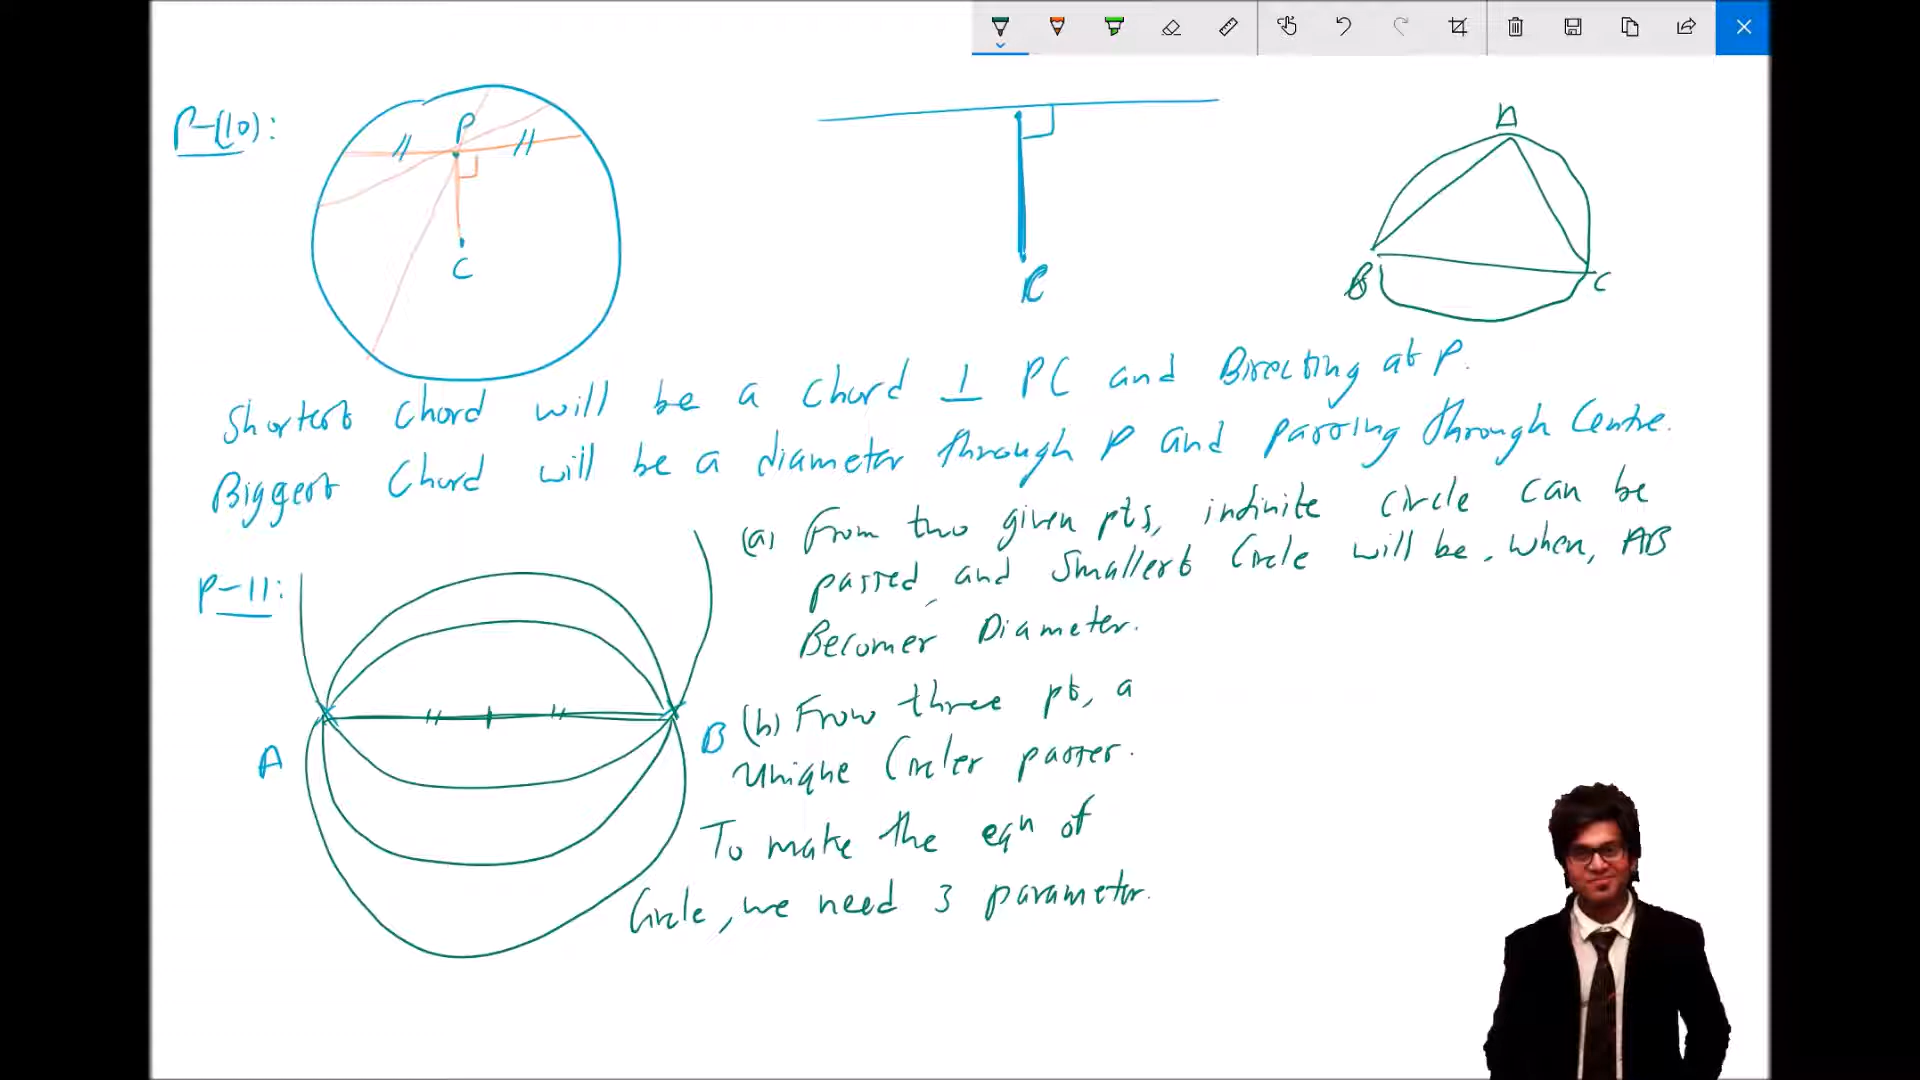 P-(10):
P
C
C
A
B
C
Shortest Chord will be a Chord ⊥ PC and Bisecting at P.
Biggest Chord will be a diameter through P and passing through Centre.
P-11:
A
B
(a) From two given pts, infinite circle can be
passed, and Smallest Circle will be, when, AB
Becomes Diameter.
(b) From three pt, a
Unique Circles passes.
To make the eqn of
Circle, we need 3 parameter.